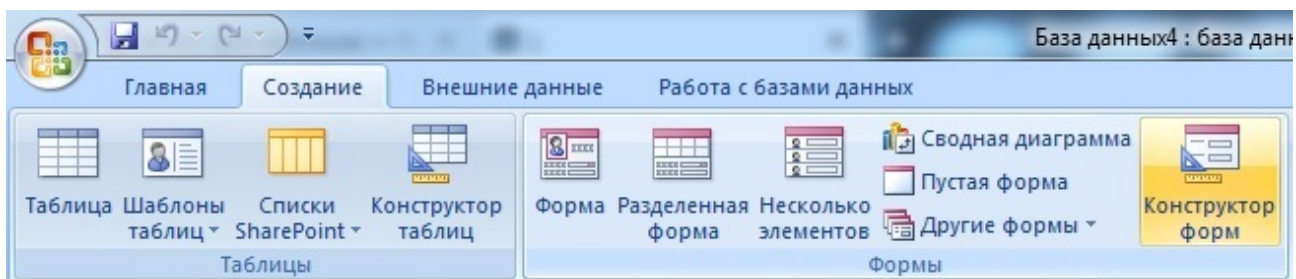 База данных4 : база данн
Главная Создание Внешние данные Работа с базами данных
Таблица
Шаблоны
таблиц
Списки
SharePoint
Конструктор
таблиц
Таблицы
Форма
Разделенная
форма
Несколько
элементов
Сводная диаграмма
Пустая форма
Другие формы
Конструктор
форм
Формы